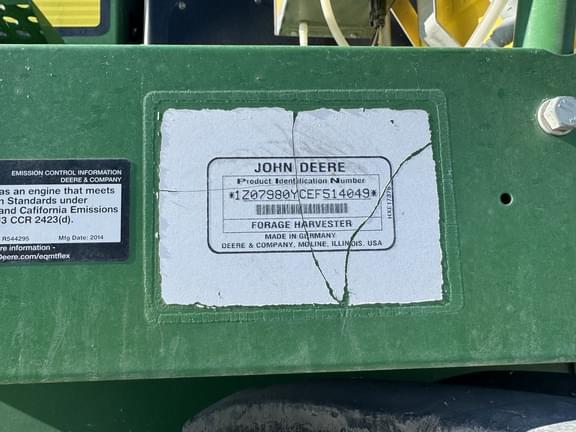 EMISSION CONTROL INFORMATION
DEERE & COMPANY
as an engine that meets
n Standards under
and California Emissions
13 CCR 2423(d).
R544295 Mfg Date: 2014
re information -
Deere.com/eqmtflex
JOHN DEERE
Product Identification Number
*1Z07980YCEF514049*
FORAGE HARVESTER
MADE IN GERMANY
DEERE & COMPANY, MOLINE, ILLINOIS, USA